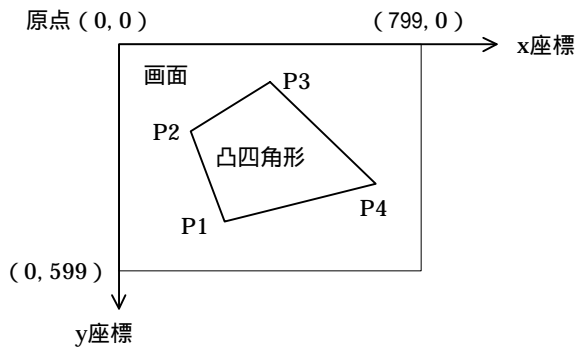 原点(0,0)
(799,0)
x座標
画面
P3
P2
凸四角形
P4
P1
(0,599)
y座標